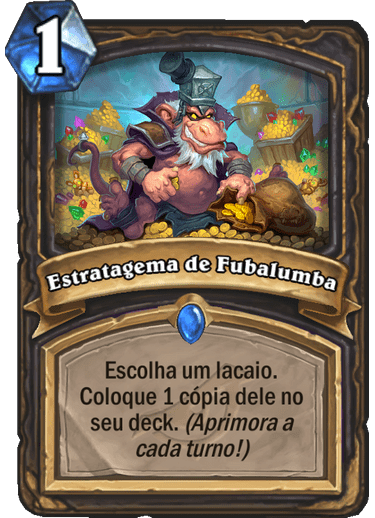 1
Estratagema de Fubalumba
Escolha um lacaio.
Coloque 1 cópia dele no
seu deck. (Aprimora a
cada turno!)